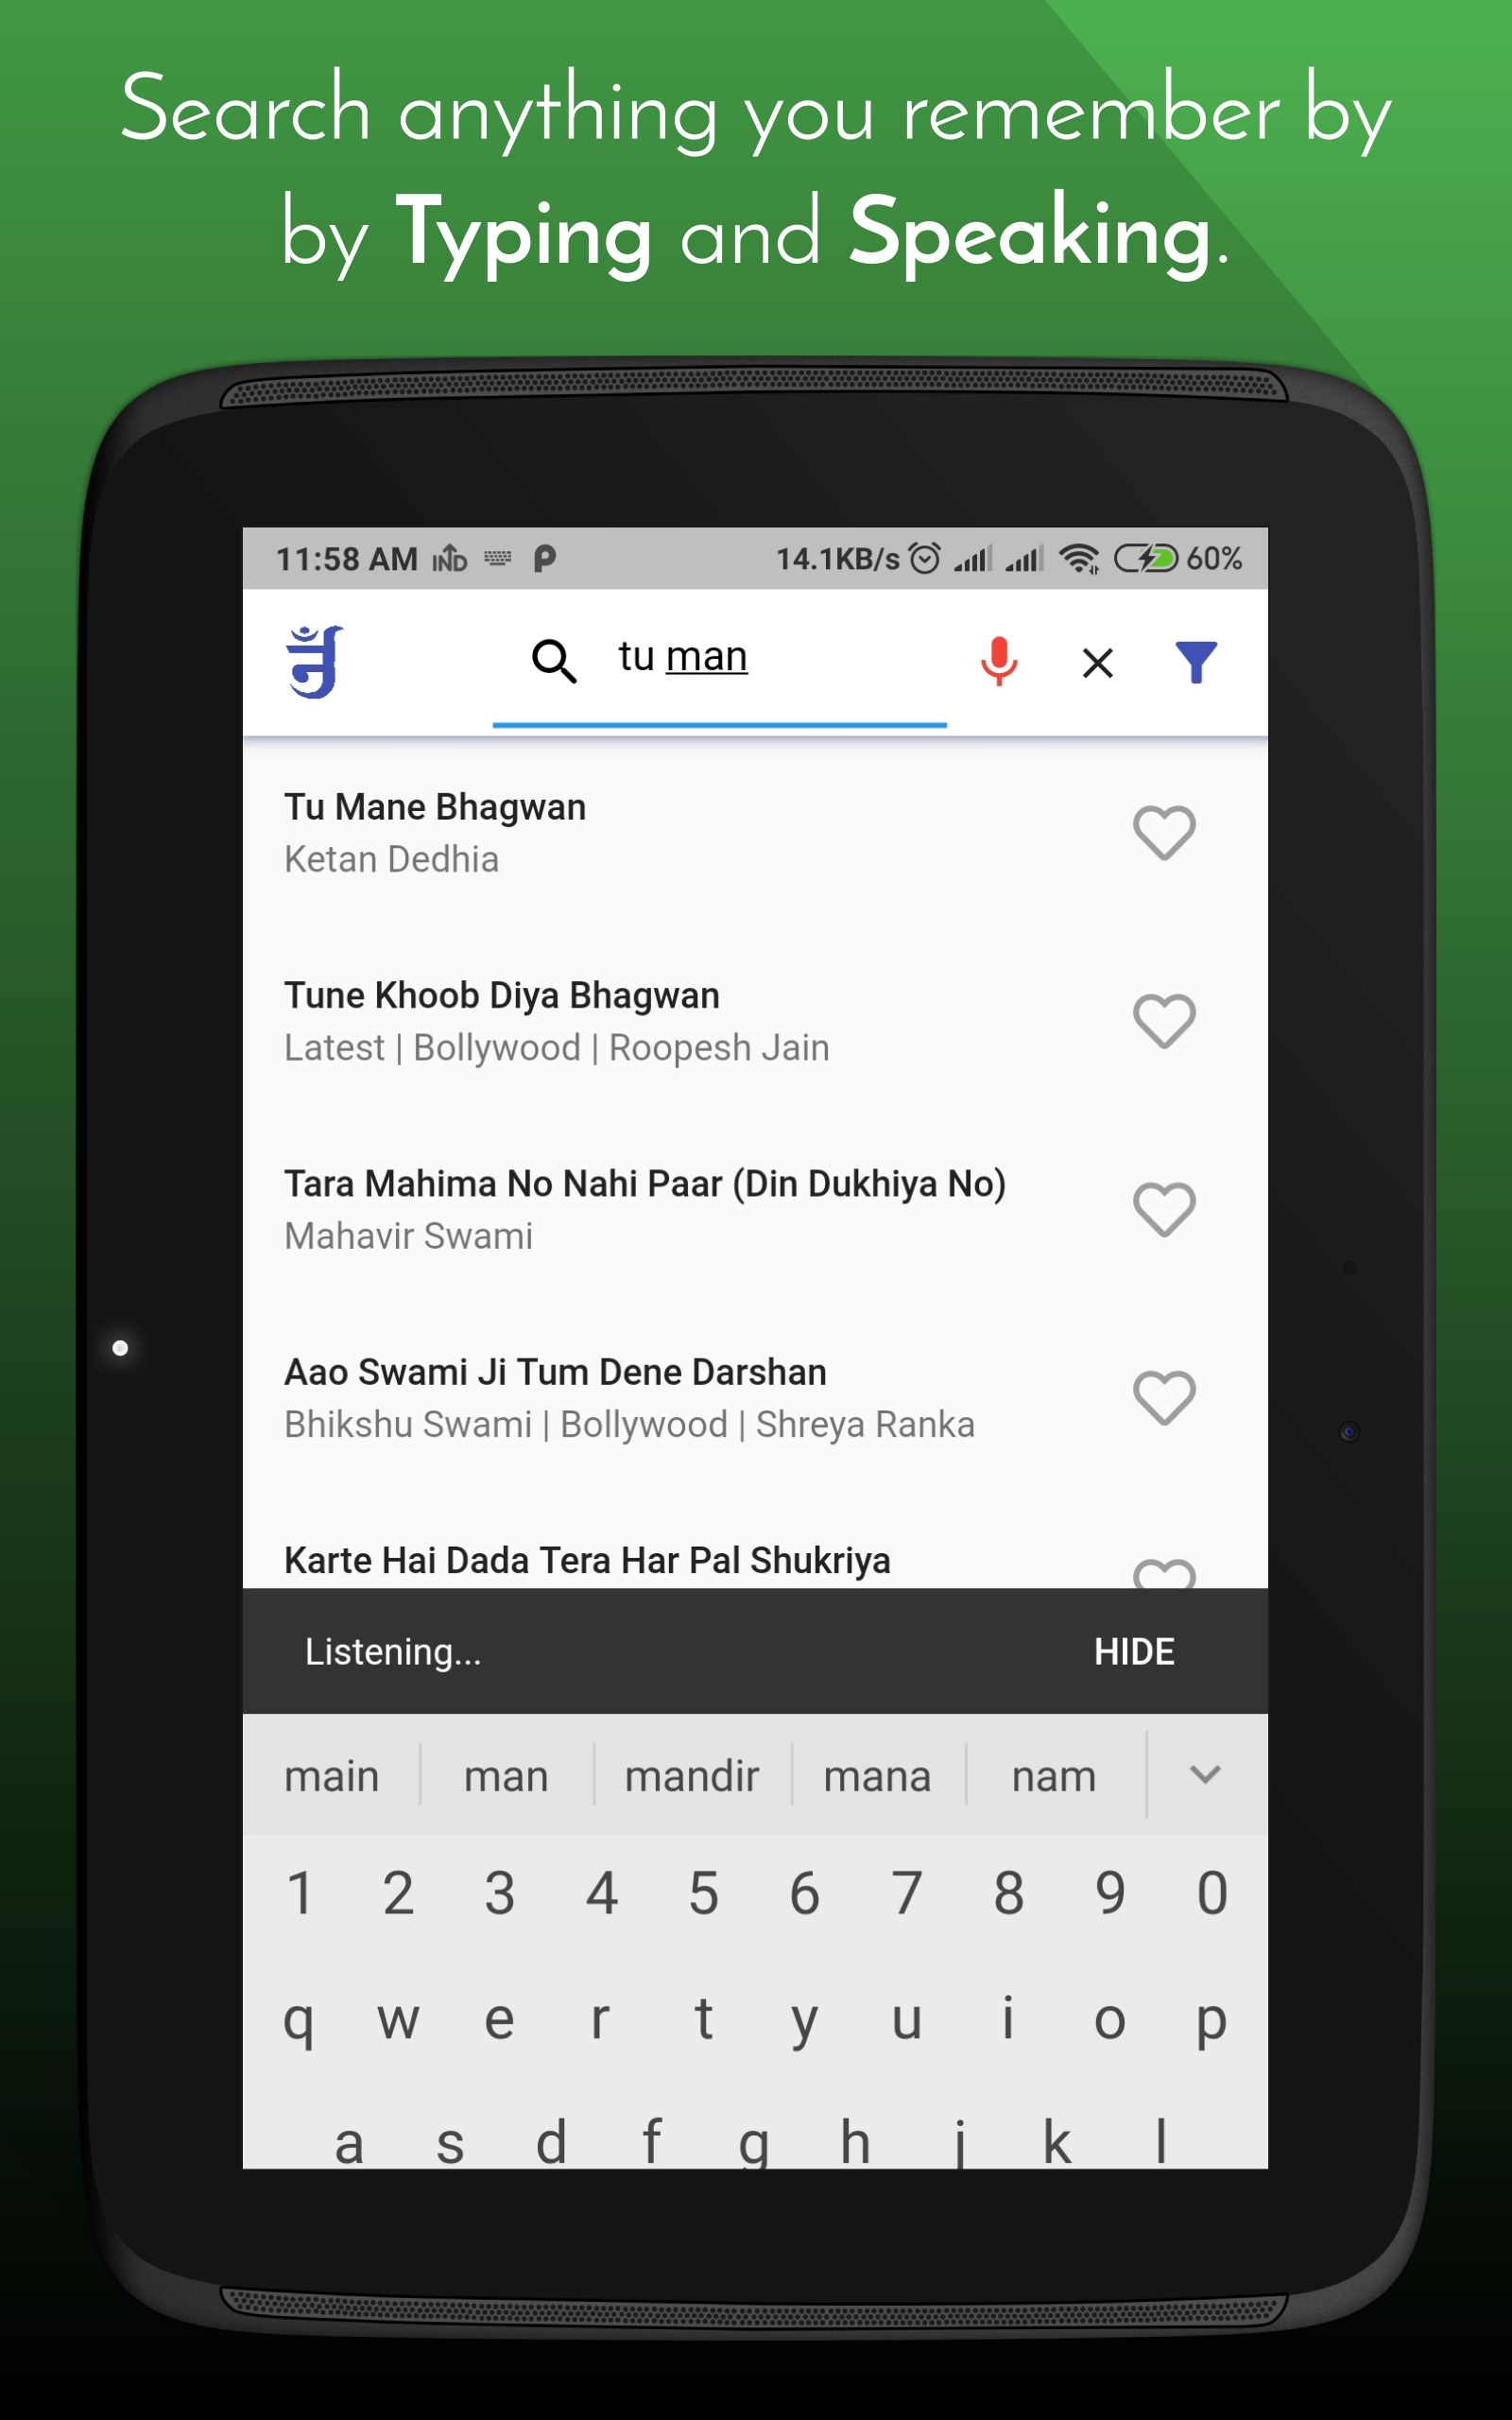 Search anything you remember by
by Typing and Speaking.
11:58 AM IND 14.1KB/s 60%
tu man
Tu Mane Bhagwan
Ketan Dedhia
Tune Khoob Diya Bhagwan
Latest | Bollywood | Roopesh Jain
Tara Mahima No Nahi Paar (Din Dukhiya No)
Mahavir Swami
Aao Swami Ji Tum Dene Darshan
Bhikshu Swami | Bollywood | Shreya Ranka
Karte Hai Dada Tera Har Pal Shukriya
Listening... HIDE
main man mandir mana nam
1 2 3 4 5 6 7 8 9 0
q w e r t y u i o p
a s d f g h j k l